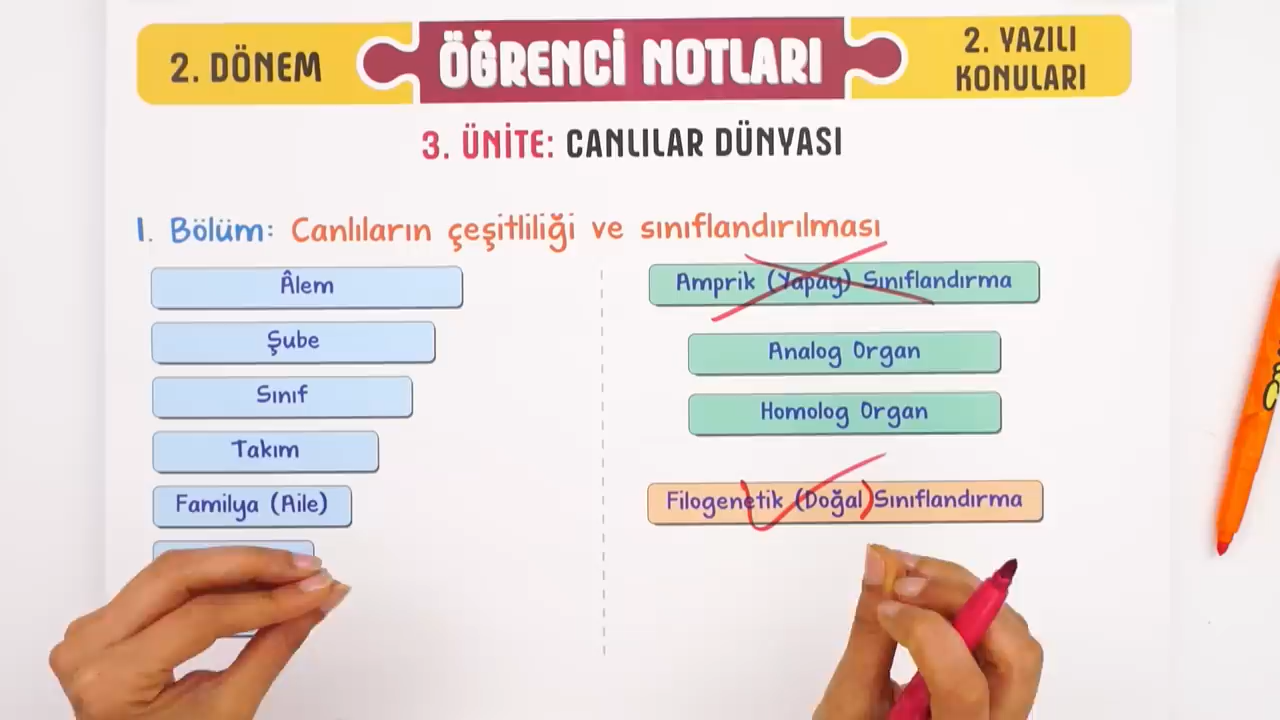 2. DÖNEM
ÖĞRENCİ NOTLARI
2. YAZILI
KONULARI
3. ÜNİTE: CANLILAR DÜNYASI
1. Bölüm: Canlıların çeşitliliği ve sınıflandırılması
Âlem
Şube
Sınıf
Takım
Familya (Aile)
Amprik (Yapay) Sınıflandırma
Analog Organ
Homolog Organ
Filogenetik (Doğal) Sınıflandırma